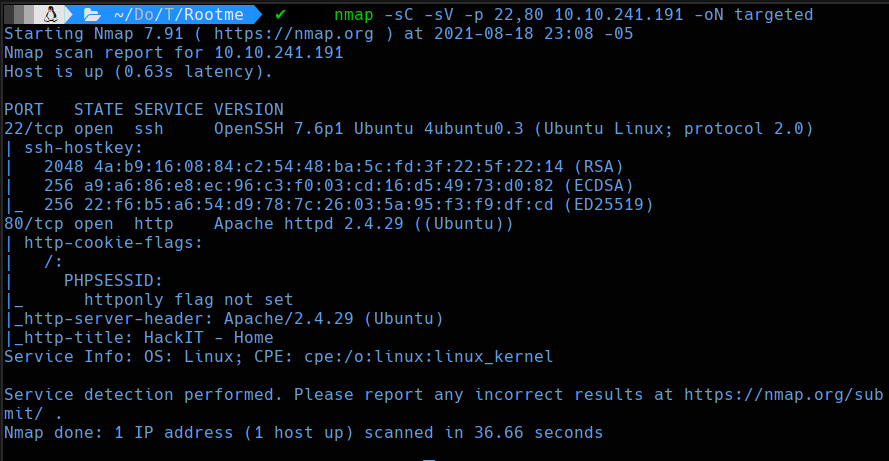 ~/Do/T/Rootme ✔ nmap -sC -sV -p 22,80 10.10.241.191 -oN targeted
Starting Nmap 7.91 ( https://nmap.org ) at 2021-08-18 23:08 -05
Nmap scan report for 10.10.241.191
Host is up (0.63s latency).
PORT   STATE SERVICE VERSION
22/tcp open  ssh     OpenSSH 7.6p1 Ubuntu 4ubuntu0.3 (Ubuntu Linux; protocol 2.0)
| ssh-hostkey:
|   2048 4a:b9:16:08:84:c2:54:48:ba:5c:fd:3f:22:5f:22:14 (RSA)
|   256 a9:a6:86:e8:ec:96:c3:f0:03:cd:16:d5:49:73:d0:82 (ECDSA)
|_  256 22:f6:b5:a6:54:d9:78:7c:26:03:5a:95:f3:f9:df:cd (ED25519)
80/tcp open  http    Apache httpd 2.4.29 ((Ubuntu))
| http-cookie-flags:
|   /:
|     PHPSESSID:
|_      httponly flag not set
|_http-server-header: Apache/2.4.29 (Ubuntu)
|_http-title: HackIT - Home
Service Info: OS: Linux; CPE: cpe:/o:linux:linux_kernel
Service detection performed. Please report any incorrect results at https://nmap.org/sub
mit/ .
Nmap done: 1 IP address (1 host up) scanned in 36.66 seconds